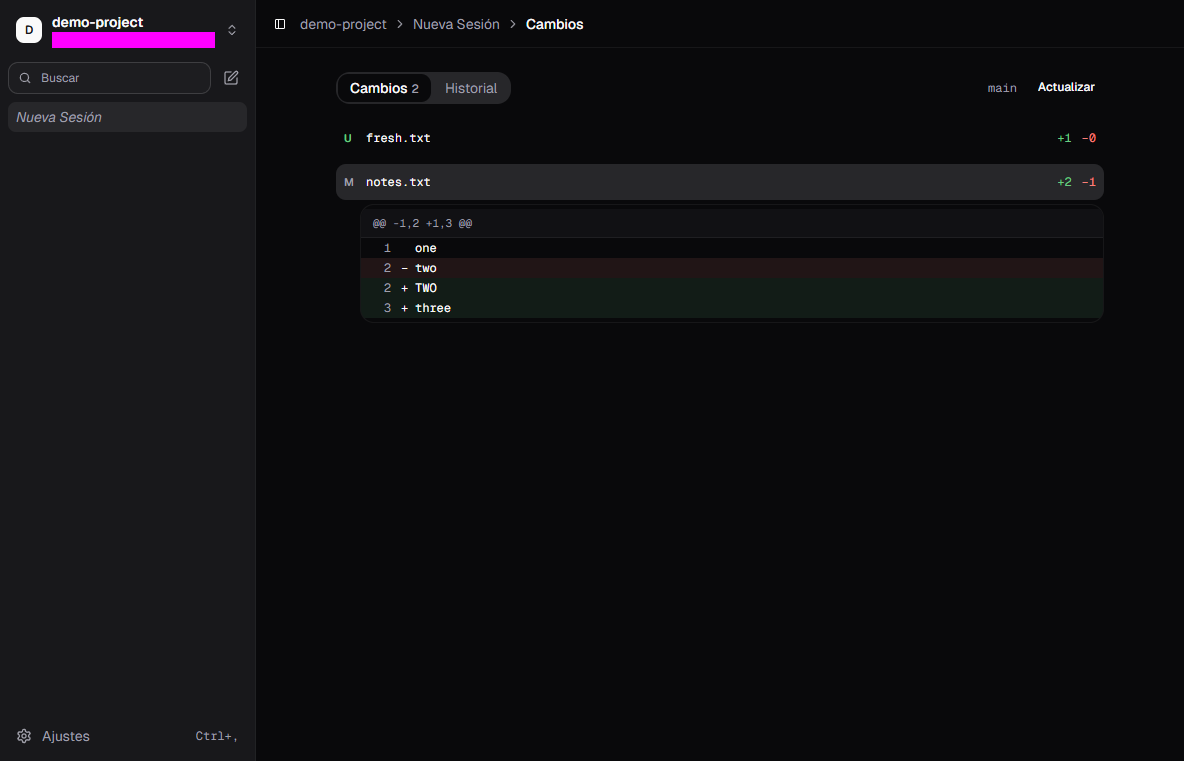 D
demo-project
Buscar
Nueva Sesión
Ajustes Ctrl+,
demo-project > Nueva Sesión > Cambios
Cambios 2 Historial
main Actualizar
U fresh.txt +1 −0
M notes.txt +2 −1
@@ -1,2 +1,3 @@
1 one
2 − two
2 + TWO
3 + three